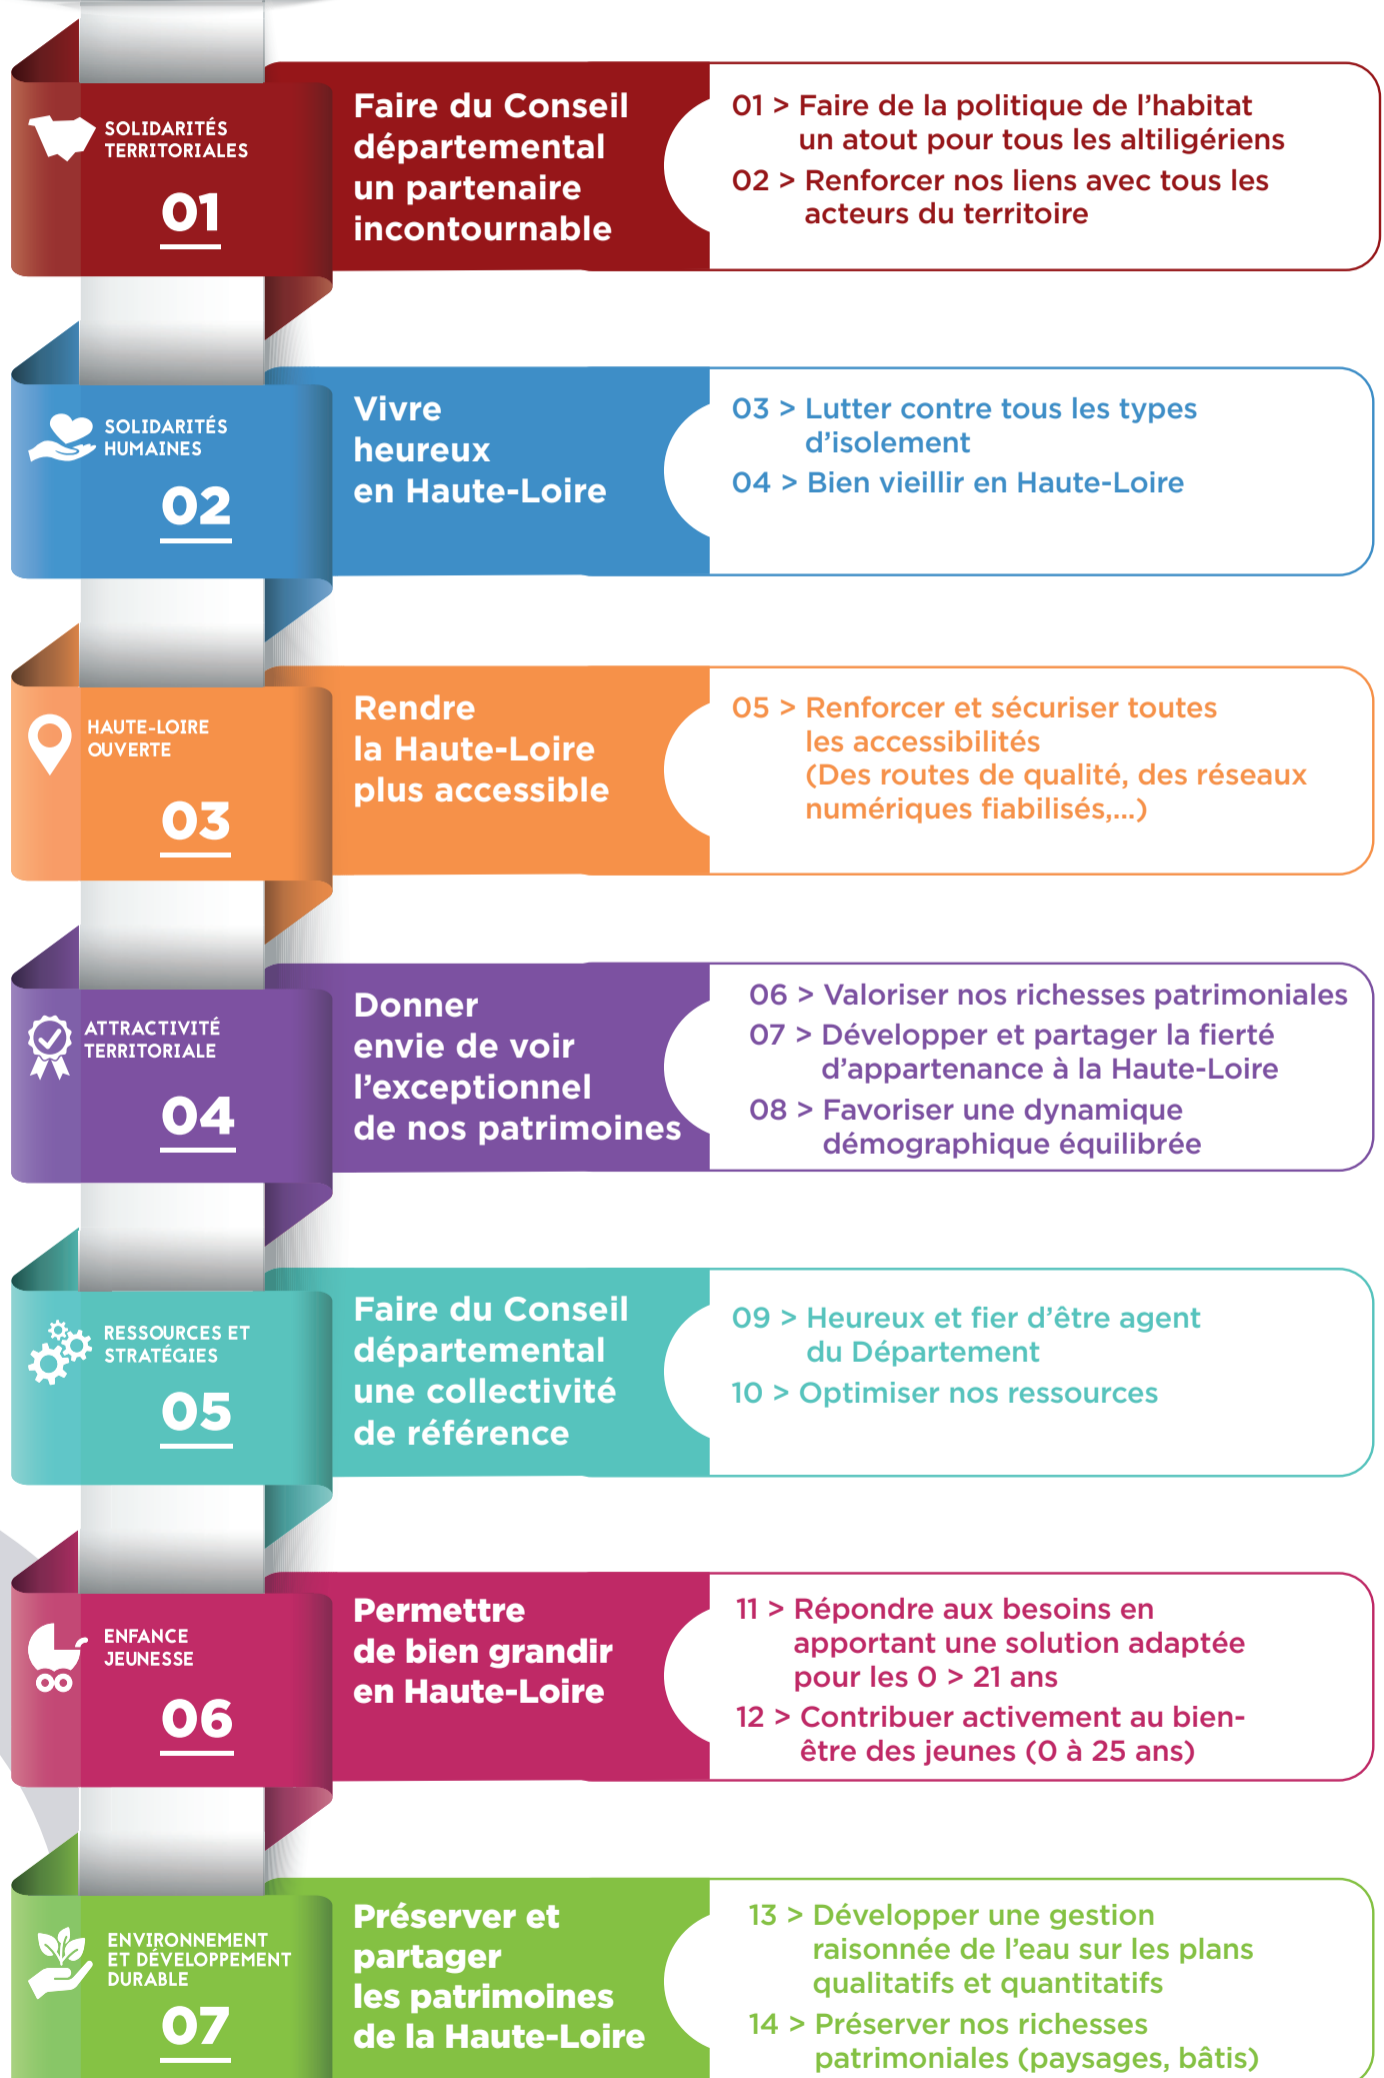 SOLIDARITÉS
TERRITORIALES
01
Faire du Conseil
départemental
un partenaire
incontournable
01 > Faire de la politique de l’habitat
un atout pour tous les altiligériens
02 > Renforcer nos liens avec tous les
acteurs du territoire
SOLIDARITÉS
HUMAINES
02
Vivre
heureux
en Haute-Loire
03 > Lutter contre tous les types
d’isolement
04 > Bien vieillir en Haute-Loire
HAUTE-LOIRE
OUVERTE
03
Rendre
la Haute-Loire
plus accessible
05 > Renforcer et sécuriser toutes
les accessibilités
(Des routes de qualité, des réseaux
numériques fiabilisés,...)
ATTRACTIVITÉ
TERRITORIALE
04
Donner
envie de voir
l’exceptionnel
de nos patrimoines
06 > Valoriser nos richesses patrimoniales
07 > Développer et partager la fierté
d’appartenance à la Haute-Loire
08 > Favoriser une dynamique
démographique équilibrée
RESSOURCES ET
STRATÉGIES
05
Faire du Conseil
départemental
une collectivité
de référence
09 > Heureux et fier d’être agent
du Département
10 > Optimiser nos ressources
ENFANCE
JEUNESSE
06
Permettre
de bien grandir
en Haute-Loire
11 > Répondre aux besoins en
apportant une solution adaptée
pour les 0 > 21 ans
12 > Contribuer activement au bien-
être des jeunes (0 à 25 ans)
ENVIRONNEMENT
ET DÉVELOPPEMENT
DURABLE
07
Préserver et
partager
les patrimoines
de la Haute-Loire
13 > Développer une gestion
raisonnée de l’eau sur les plans
qualitatifs et quantitatifs
14 > Préserver nos richesses
patrimoniales (paysages, bâtis)